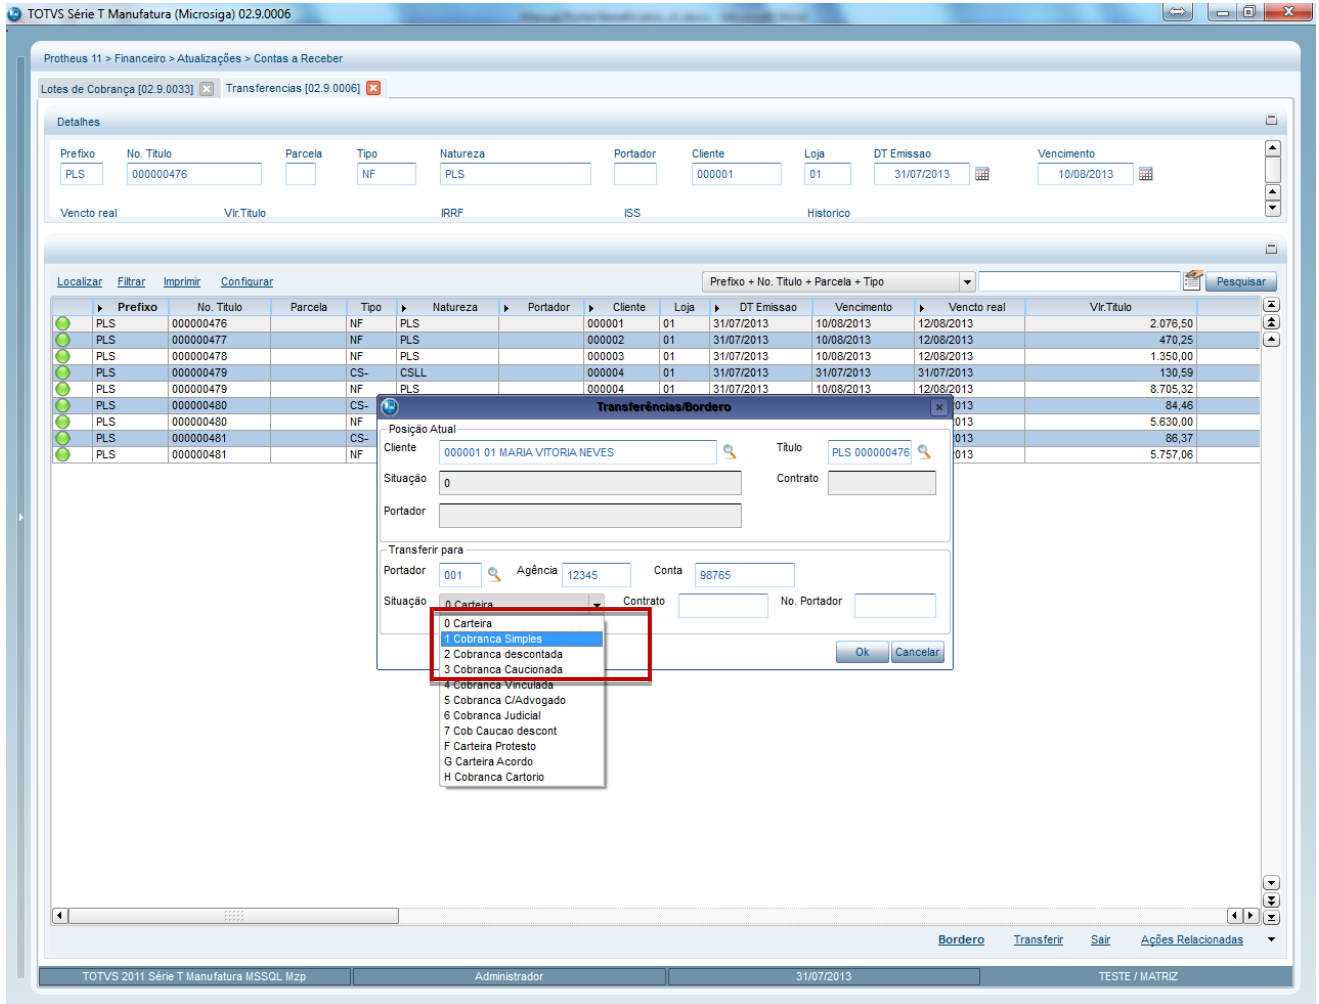 TOTVS Série T Manufatura (Microsiga) 02.9.0006
Protheus 11 > Financeiro > Atualizações > Contas a Receber
Lotes de Cobrança [02.9.0033] Transferencias [02.9.0006]
Detalhes
Prefixo No. Titulo Parcela Tipo Natureza Portador Cliente Loja DT Emissao Vencimento
PLS 000000476 NF PLS 000001 01 31/07/2013 10/08/2013
Vencto real Vlr.Titulo IRRF ISS Historico
Localizar Filtrar Imprimir Configurar Prefixo + No. Titulo + Parcela + Tipo Pesquisar
Prefixo No. Titulo Parcela Tipo Natureza Portador Cliente Loja DT Emissao Vencimento Vencto real Vlr.Titulo
PLS 000000476 NF PLS 000001 01 31/07/2013 10/08/2013 12/08/2013 2.076,50
PLS 000000477 NF PLS 000002 01 31/07/2013 10/08/2013 12/08/2013 470,25
PLS 000000478 NF PLS 000003 01 31/07/2013 10/08/2013 12/08/2013 1.350,00
PLS 000000479 CS- CSLL 000004 01 31/07/2013 31/07/2013 31/07/2013 130,59
PLS 000000479 NF PLS 000004 01 31/07/2013 10/08/2013 12/08/2013 8.705,32
PLS 000000480 CS- 2013 84,46
PLS 000000480 NF 2013 5.630,00
PLS 000000481 CS- 2013 86,37
PLS 000000481 NF 2013 5.757,06
Transferências/Bordero
Posição Atual
Cliente 000001 01 MARIA VITORIA NEVES Título PLS 000000476
Situação 0 Contrato
Portador
Transferir para
Portador 001 Agência 12345 Conta 98765
Situação 0 Carteira Contrato No. Portador
0 Carteira
1 Cobranca Simples
2 Cobranca descontada
3 Cobranca Caucionada
4 Cobranca Vinculada
5 Cobranca C/Advogado
6 Cobranca Judicial
7 Cob Caucao descont
F Carteira Protesto
G Carteira Acordo
H Cobranca Cartorio
Ok Cancelar
Bordero Transferir Sair Ações Relacionadas
TOTVS 2011 Série T Manufatura MSSQL Mzp Administrador 31/07/2013 TESTE / MATRIZ